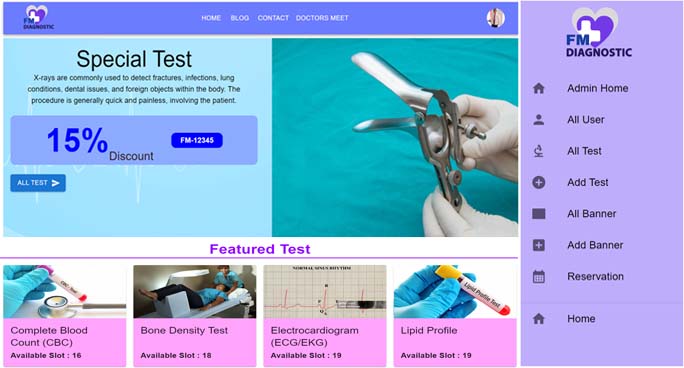 FM
DIAGNOSTIC
HOME BLOG CONTACT DOCTORS MEET
Special Test
X-rays are commonly used to detect fractures, infections, lung
conditions, dental issues, and foreign objects within the body. The
procedure is generally quick and painless, involving the patient.
15%
Discount
FM-12345
ALL TEST
Featured Test
CBC- Test
Complete Blood
Count (CBC)
Available Slot : 16
Bone Density Test
Available Slot : 18
NORMAL SINUS RHYTHM
R
P
T
Q
S
Electrocardiogram
(ECG/EKG)
Available Slot : 19
Lipid Profile Test
Lipid Profile
Available Slot : 19
FM
DIAGNOSTIC
Admin Home
All User
All Test
Add Test
All Banner
Add Banner
Reservation
Home